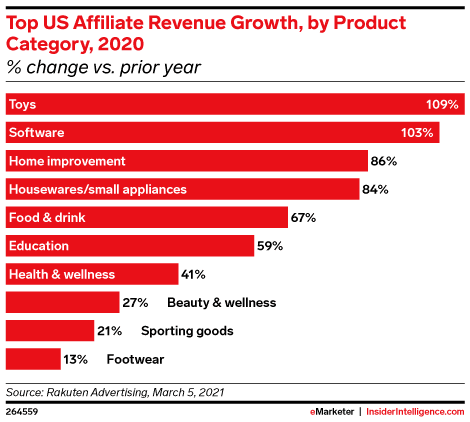 Top US Affiliate Revenue Growth, by Product
Category, 2020
% change vs. prior year
Toys 109%
Software 103%
Home improvement 86%
Housewares/small appliances 84%
Food & drink 67%
Education 59%
Health & wellness 41%
27% Beauty & wellness
21% Sporting goods
13% Footwear
Source: Rakuten Advertising, March 5, 2021
264559 eMarketer | InsiderIntelligence.com